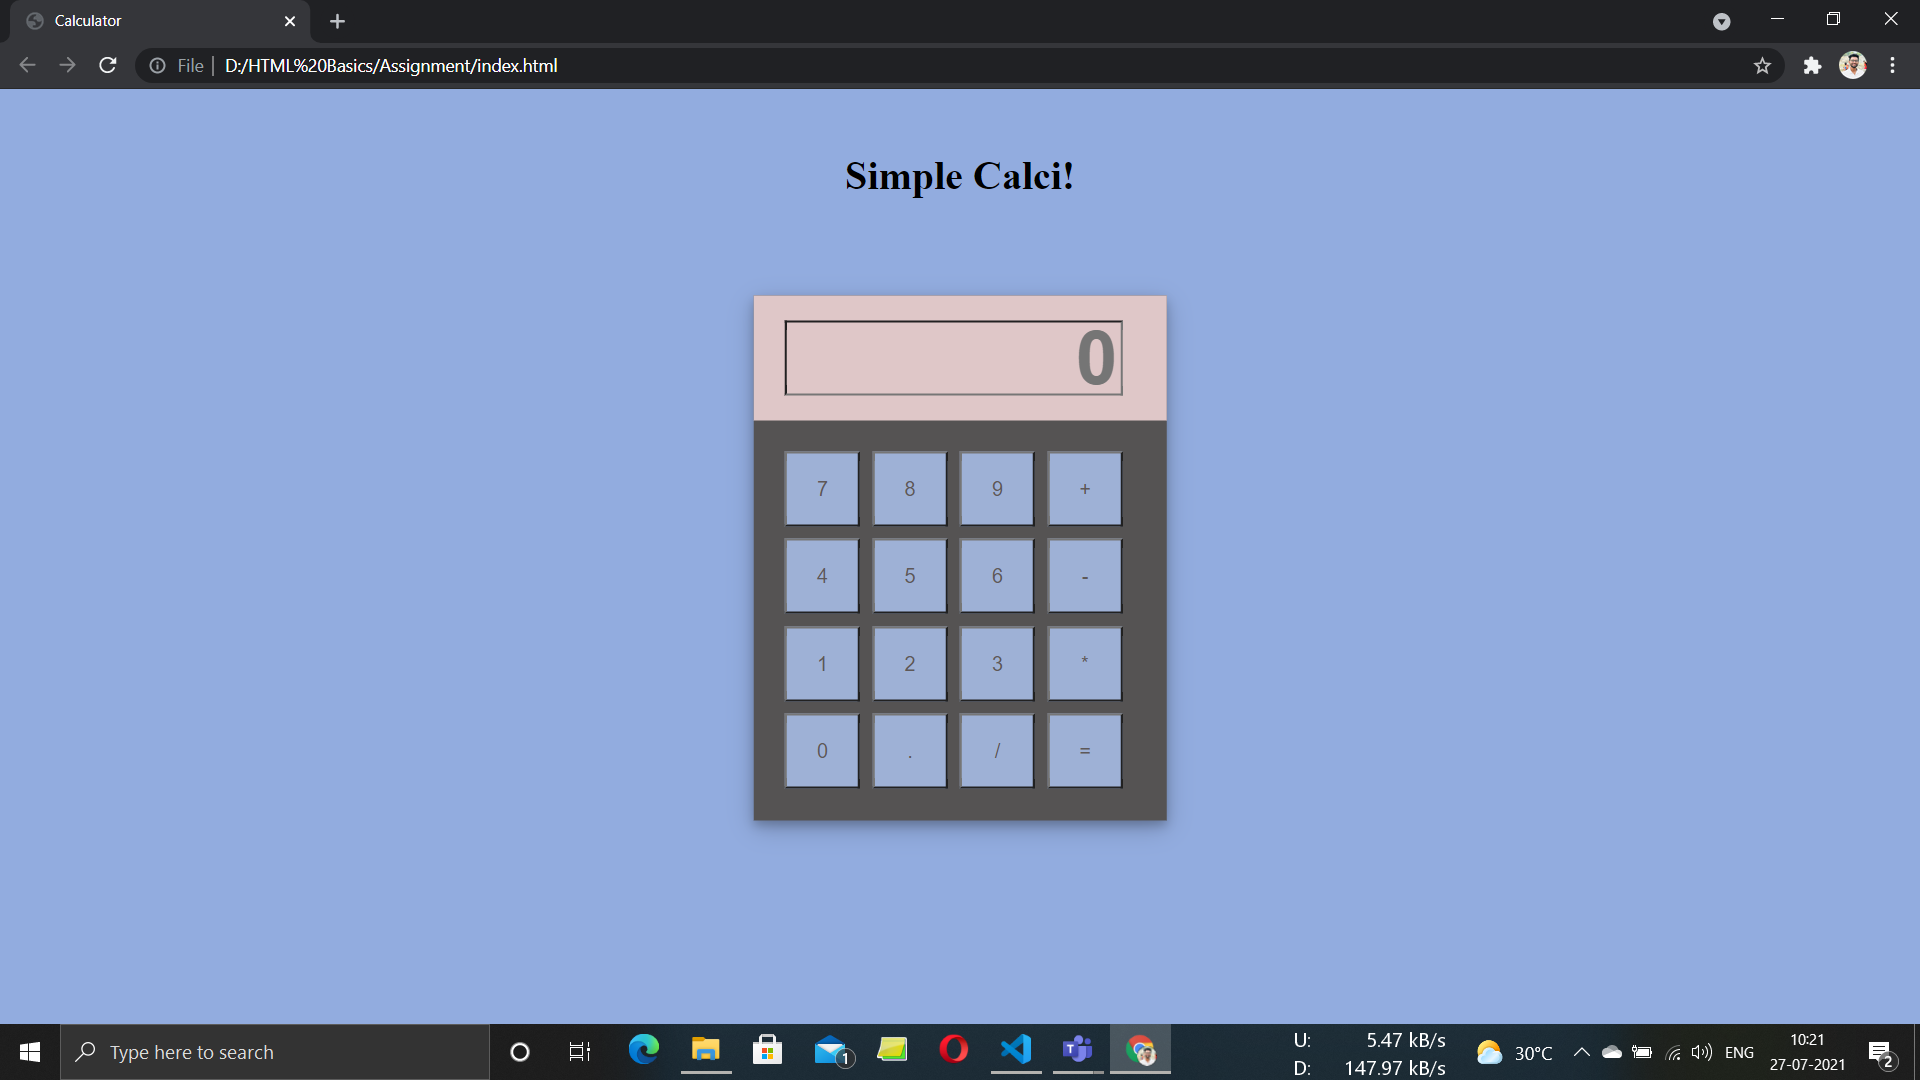 Calculator
File | D:/HTML%20Basics/Assignment/index.html
Simple Calci!
0
7 8 9 +
4 5 6 -
1 2 3 *
0 . / =
Type here to search
1
U: 5.47 kB/s
D: 147.97 kB/s
30°C
ENG
10:21
27-07-2021
2